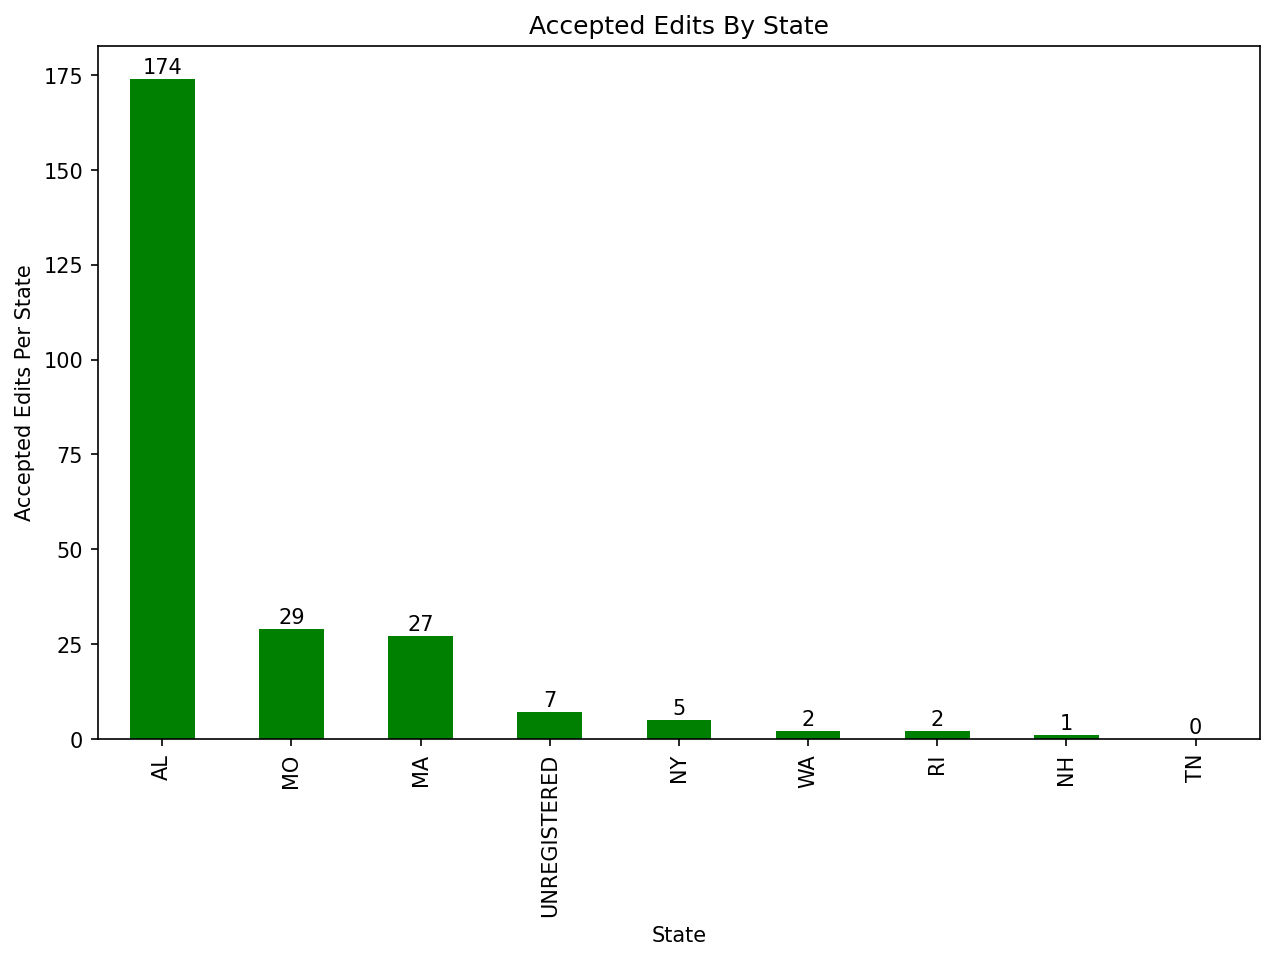 Accepted Edits By State
Accepted Edits Per State
175
150
125
100
75
50
25
0
174
29
27
7
5
2
2
1
0
AL
MO
MA
UNREGISTERED
NY
WA
RI
NH
TN
State